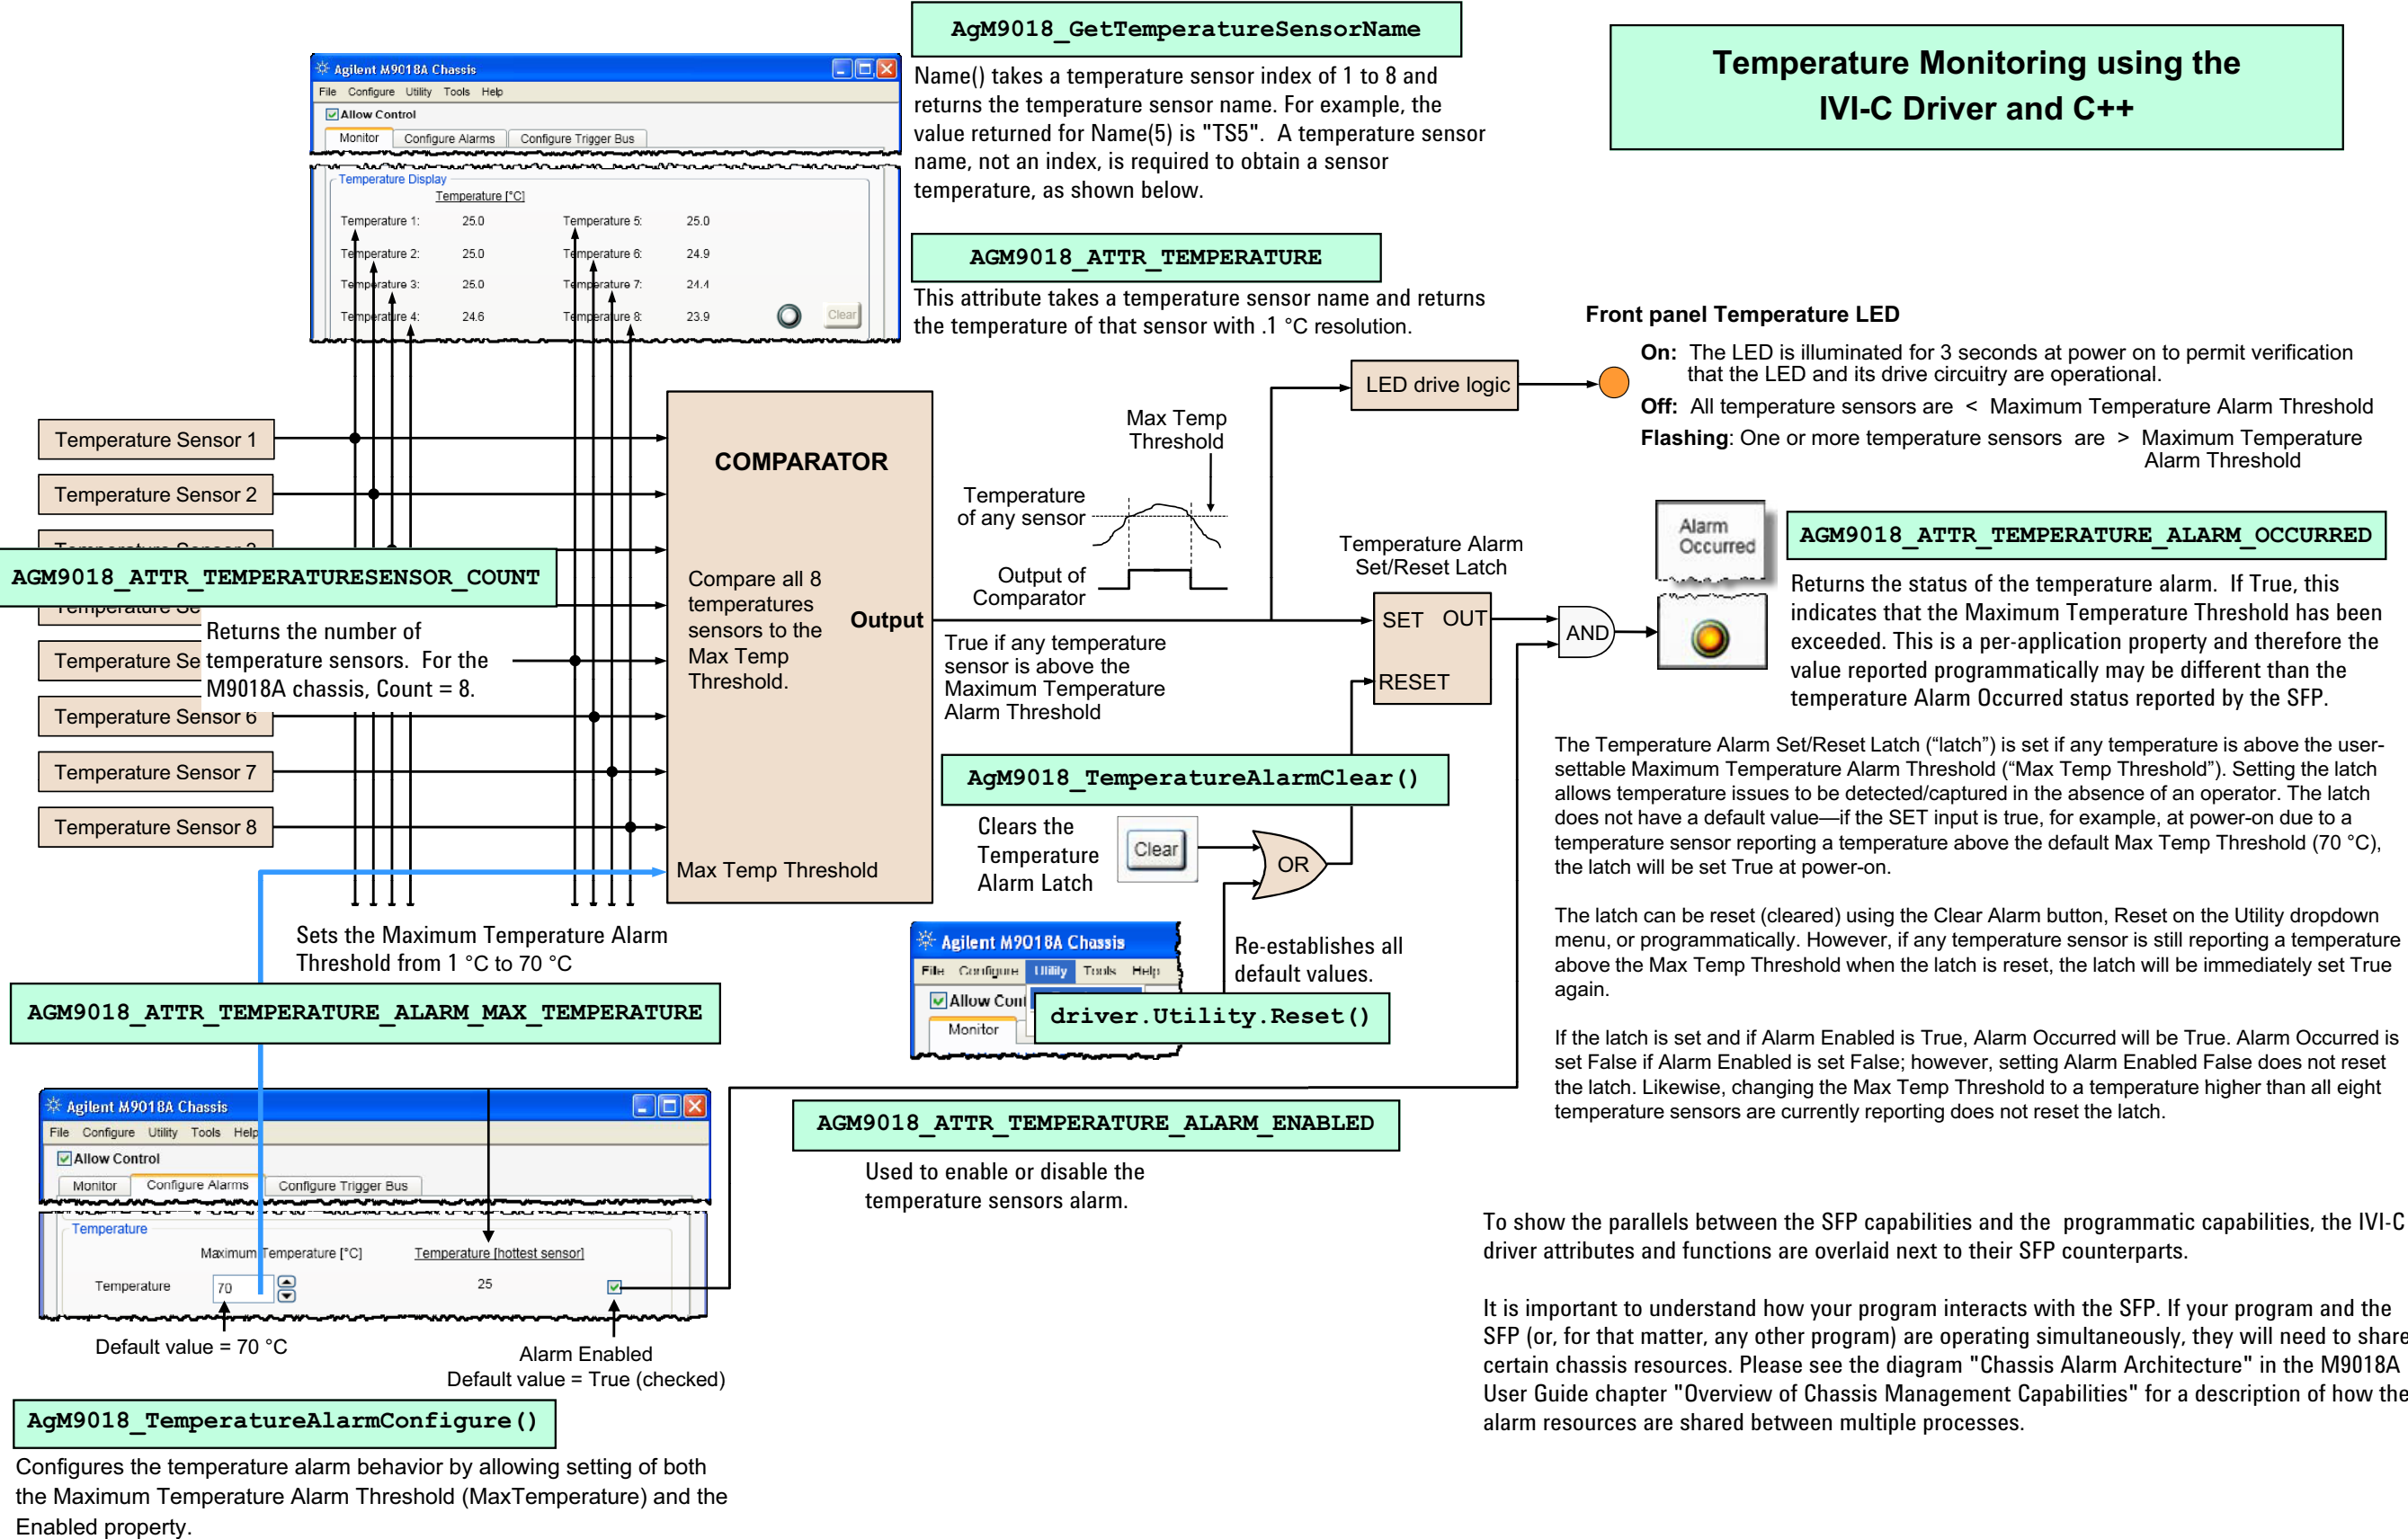 AgM9018_GetTemperatureSensorName
Name() takes a temperature sensor index of 1 to 8 and
returns the temperature sensor name. For example, the
value returned for Name(5) is "TS5".  A temperature sensor
name, not an index, is required to obtain a sensor
temperature, as shown below.
Temperature Monitoring using the
IVI-C Driver and C++
Agilent M9018A Chassis
File Configure Utility Tools Help
Allow Control
Monitor Configure Alarms Configure Trigger Bus
Temperature Display
Temperature [°C]
Temperature 1: 25.0 Temperature 5: 25.0
Temperature 2: 25.0 Temperature 6: 24.9
Temperature 3: 25.0 Temperature 7: 24.4
Temperature 4: 24.6 Temperature 8: 23.9 Clear
AGM9018_ATTR_TEMPERATURE
This attribute takes a temperature sensor name and returns
the temperature of that sensor with .1 °C resolution.
Front panel Temperature LED
On: The LED is illuminated for 3 seconds at power on to permit verification
that the LED and its drive circuitry are operational.
Off: All temperature sensors are < Maximum Temperature Alarm Threshold
Flashing: One or more temperature sensors are > Maximum Temperature
Alarm Threshold
LED drive logic
Temperature Sensor 1
Temperature Sensor 2
AGM9018_ATTR_TEMPERATURESENSOR_COUNT
Returns the number of
temperature sensors.  For the
M9018A chassis, Count = 8.
Temperature Se
Temperature Sensor 6
Temperature Sensor 7
Temperature Sensor 8
COMPARATOR
Compare all 8
temperatures
sensors to the
Max Temp
Threshold.
Output
Max Temp Threshold
Max Temp
Threshold
Temperature
of any sensor
Output of
Comparator
True if any temperature
sensor is above the
Maximum Temperature
Alarm Threshold
Temperature Alarm
Set/Reset Latch
SET OUT
RESET
AND
Alarm
Occurred
AGM9018_ATTR_TEMPERATURE_ALARM_OCCURRED
Returns the status of the temperature alarm.  If True, this
indicates that the Maximum Temperature Threshold has been
exceeded. This is a per-application property and therefore the
value reported programmatically may be different than the
temperature Alarm Occurred status reported by the SFP.
AgM9018_TemperatureAlarmClear()
Clears the
Temperature
Alarm Latch
Clear
OR
Agilent M9018A Chassis
File Configure Utility Tools Help
Allow Cont
Monitor
Re-establishes all
default values.
driver.Utility.Reset()
The Temperature Alarm Set/Reset Latch (“latch”) is set if any temperature is above the user-
settable Maximum Temperature Alarm Threshold (“Max Temp Threshold”). Setting the latch
allows temperature issues to be detected/captured in the absence of an operator. The latch
does not have a default value—if the SET input is true, for example, at power-on due to a
temperature sensor reporting a temperature above the default Max Temp Threshold (70 °C),
the latch will be set True at power-on.
The latch can be reset (cleared) using the Clear Alarm button, Reset on the Utility dropdown
menu, or programmatically. However, if any temperature sensor is still reporting a temperature
above the Max Temp Threshold when the latch is reset, the latch will be immediately set True
again.
If the latch is set and if Alarm Enabled is True, Alarm Occurred will be True. Alarm Occurred is
set False if Alarm Enabled is set False; however, setting Alarm Enabled False does not reset
the latch. Likewise, changing the Max Temp Threshold to a temperature higher than all eight
temperature sensors are currently reporting does not reset the latch.
Sets the Maximum Temperature Alarm
Threshold from 1 °C to 70 °C
AGM9018_ATTR_TEMPERATURE_ALARM_MAX_TEMPERATURE
Agilent M9018A Chassis
File Configure Utility Tools Help
Allow Control
Monitor Configure Alarms Configure Trigger Bus
Temperature
Maximum Temperature [°C] Temperature [hottest sensor]
Temperature 70 25
Default value = 70 °C
Alarm Enabled
Default value = True (checked)
AGM9018_ATTR_TEMPERATURE_ALARM_ENABLED
Used to enable or disable the
temperature sensors alarm.
AgM9018_TemperatureAlarmConfigure()
Configures the temperature alarm behavior by allowing setting of both
the Maximum Temperature Alarm Threshold (MaxTemperature) and the
Enabled property.
To show the parallels between the SFP capabilities and the  programmatic capabilities, the IVI-C
driver attributes and functions are overlaid next to their SFP counterparts.
It is important to understand how your program interacts with the SFP. If your program and the
SFP (or, for that matter, any other program) are operating simultaneously, they will need to share
certain chassis resources. Please see the diagram "Chassis Alarm Architecture" in the M9018A
User Guide chapter "Overview of Chassis Management Capabilities" for a description of how the
alarm resources are shared between multiple processes.